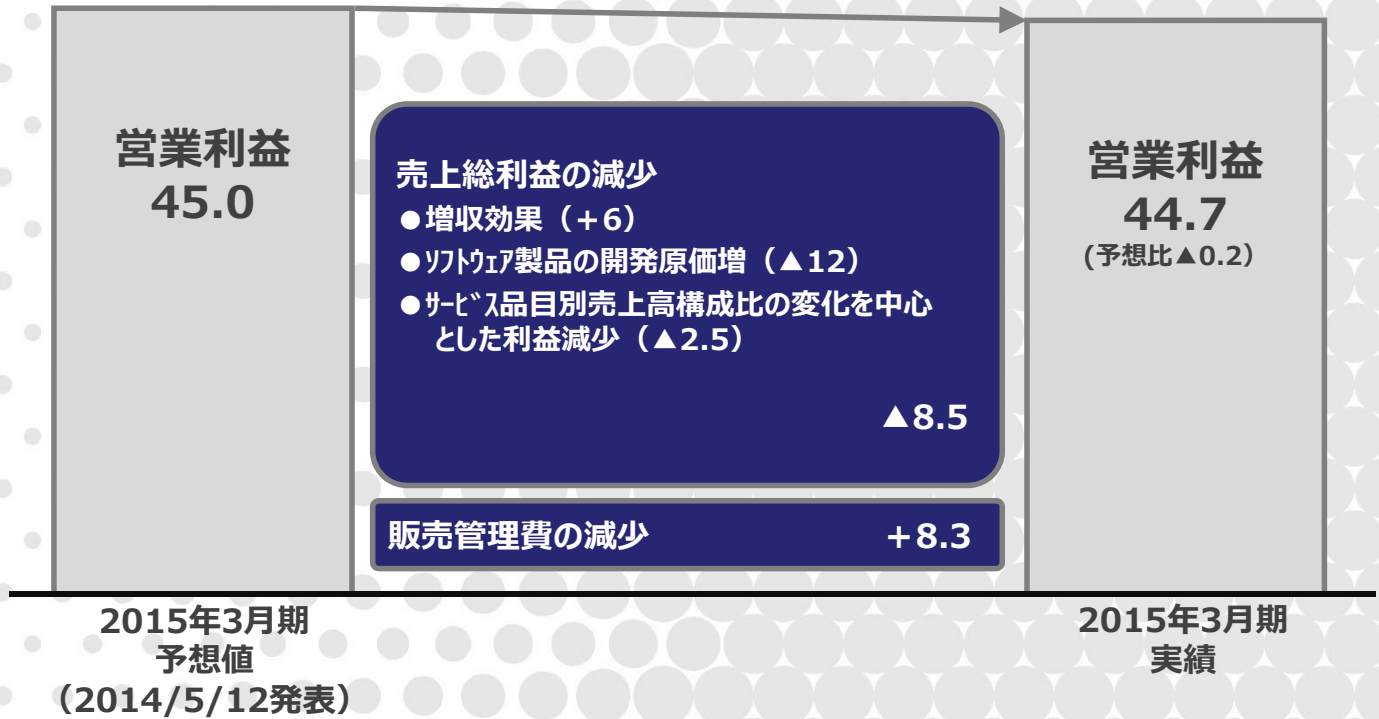 営業利益
45.0
売上総利益の減少
●増収効果（＋6）
●ｿﾌﾄｳｪｱ製品の開発原価増（▲12）
●ｻｰﾋﾞｽ品目別売上高構成比の変化を中心
とした利益減少（▲2.5）
▲8.5
販売管理費の減少 ＋8.3
営業利益
44.7
(予想比▲0.2）
2015年3月期
予想値
（2014/5/12発表）
2015年3月期
実績